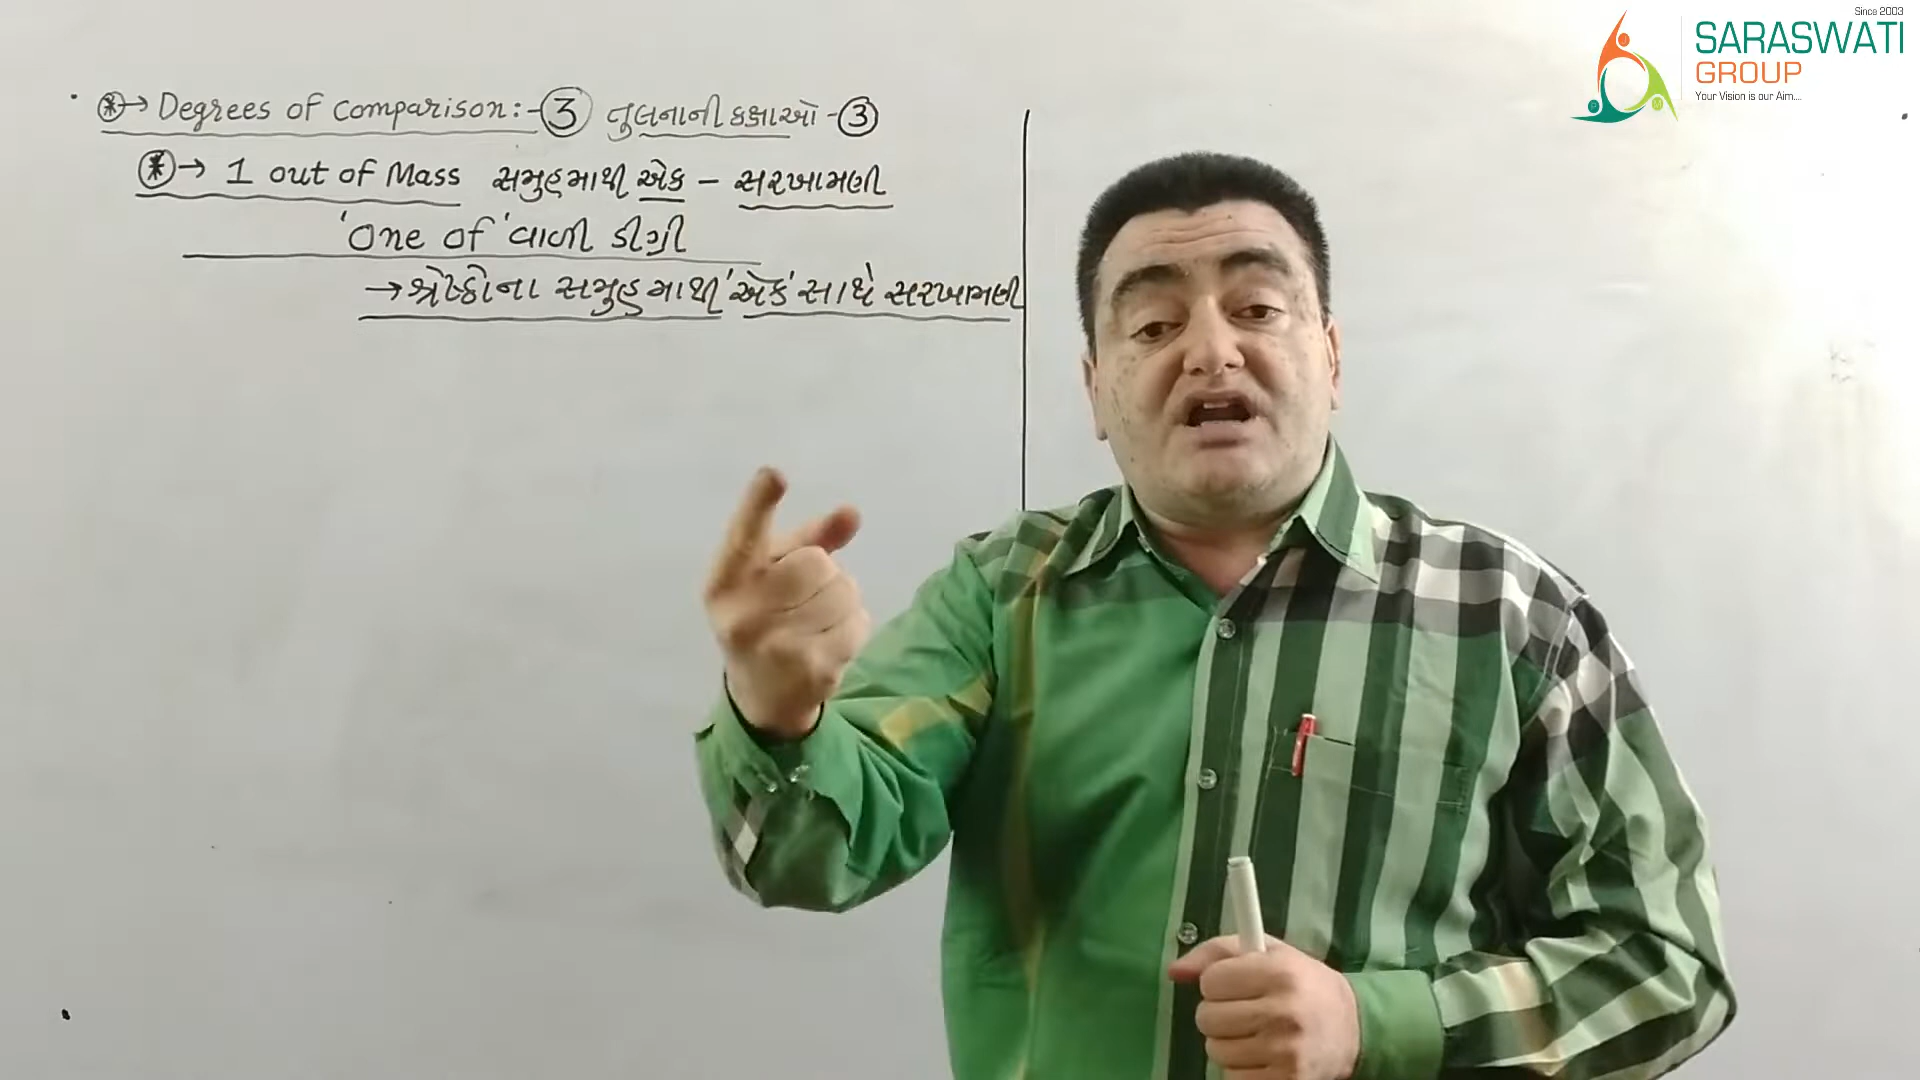 ⊛→ Degrees of comparison:- ③ તુલનાની કક્ષાઓ - ③
⊛→ 1 out of Mass સમુહમાથી એક - સરખામણી
'One of' વાળી ડીગ્રી
→ શ્રેષ્ઠોના સમુહમાથી 'એક' સાથે સરખામણી
Since 2003
SARASWATI
GROUP
Your Vision is our Aim....